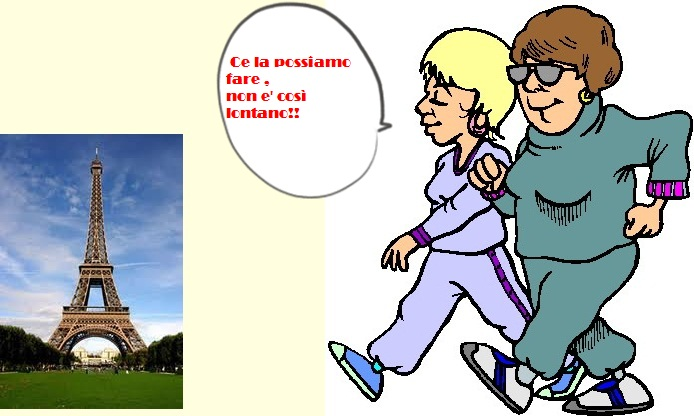 Ce la possiamo
fare ,
non e' così
lontano!!